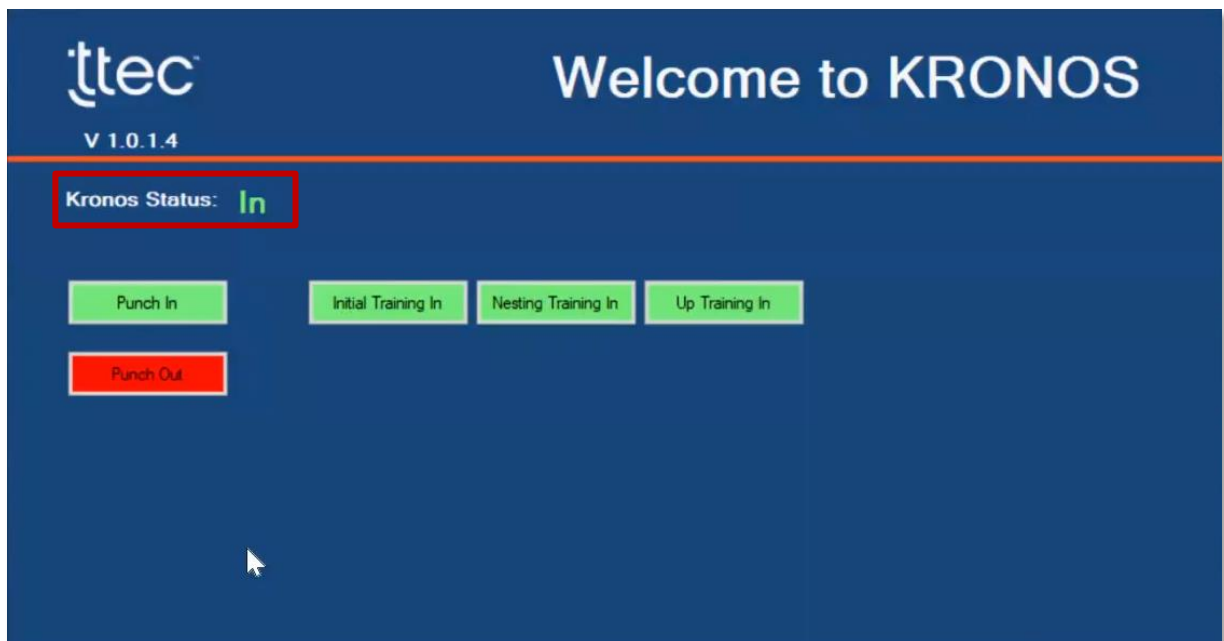 ttec™
Welcome to KRONOS
V 1.0.1.4
Kronos Status: In
Punch In
Initial Training In
Nesting Training In
Up Training In
Punch Out